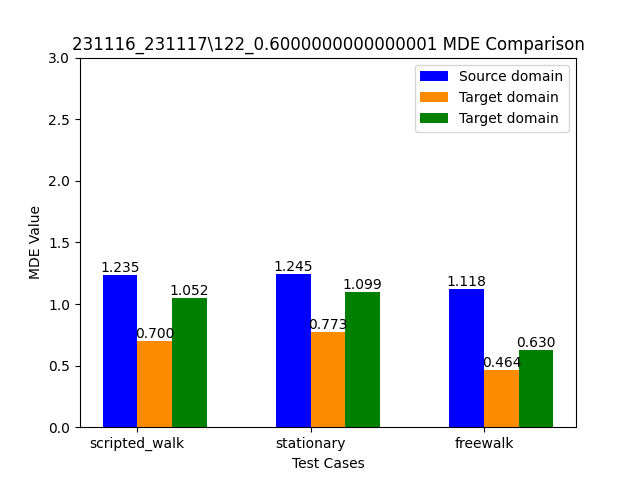 231116_231117\122_0.6000000000000001 MDE Comparison
MDE Value
3.0
2.5
2.0
1.5
1.0
0.5
0.0
Source domain
Target domain
Target domain
1.235
0.700
1.052
1.245
0.773
1.099
1.118
0.464
0.630
scripted_walk
stationary
freewalk
Test Cases